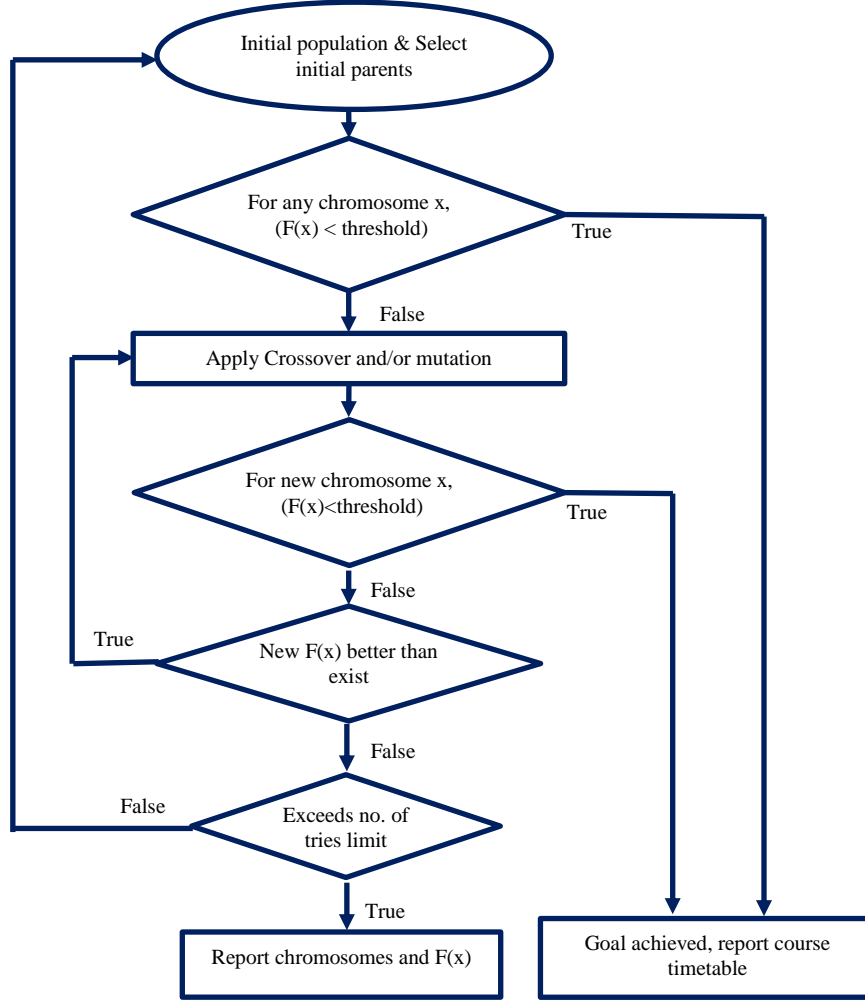 Initial population & Select
initial parents
For any chromosome x,
(F(x) < threshold)
True
False
Apply Crossover and/or mutation
For new chromosome x,
(F(x)<threshold)
True
False
True
New F(x) better than
exist
False
False
Exceeds no. of
tries limit
True
Report chromosomes and F(x)
Goal achieved, report course
timetable